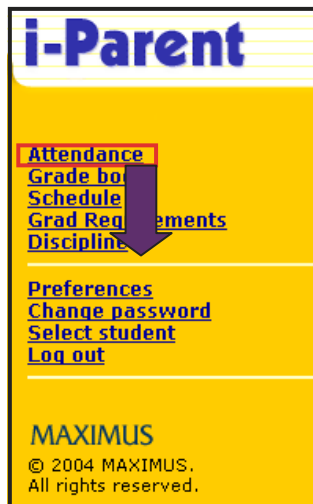 i-Parent
Attendance
Grade
Schedule
Grad
Discipline
Preferences
Change password
Select student
Log out
MAXIMUS
© 2004 MAXIMUS.
All rights reserved.